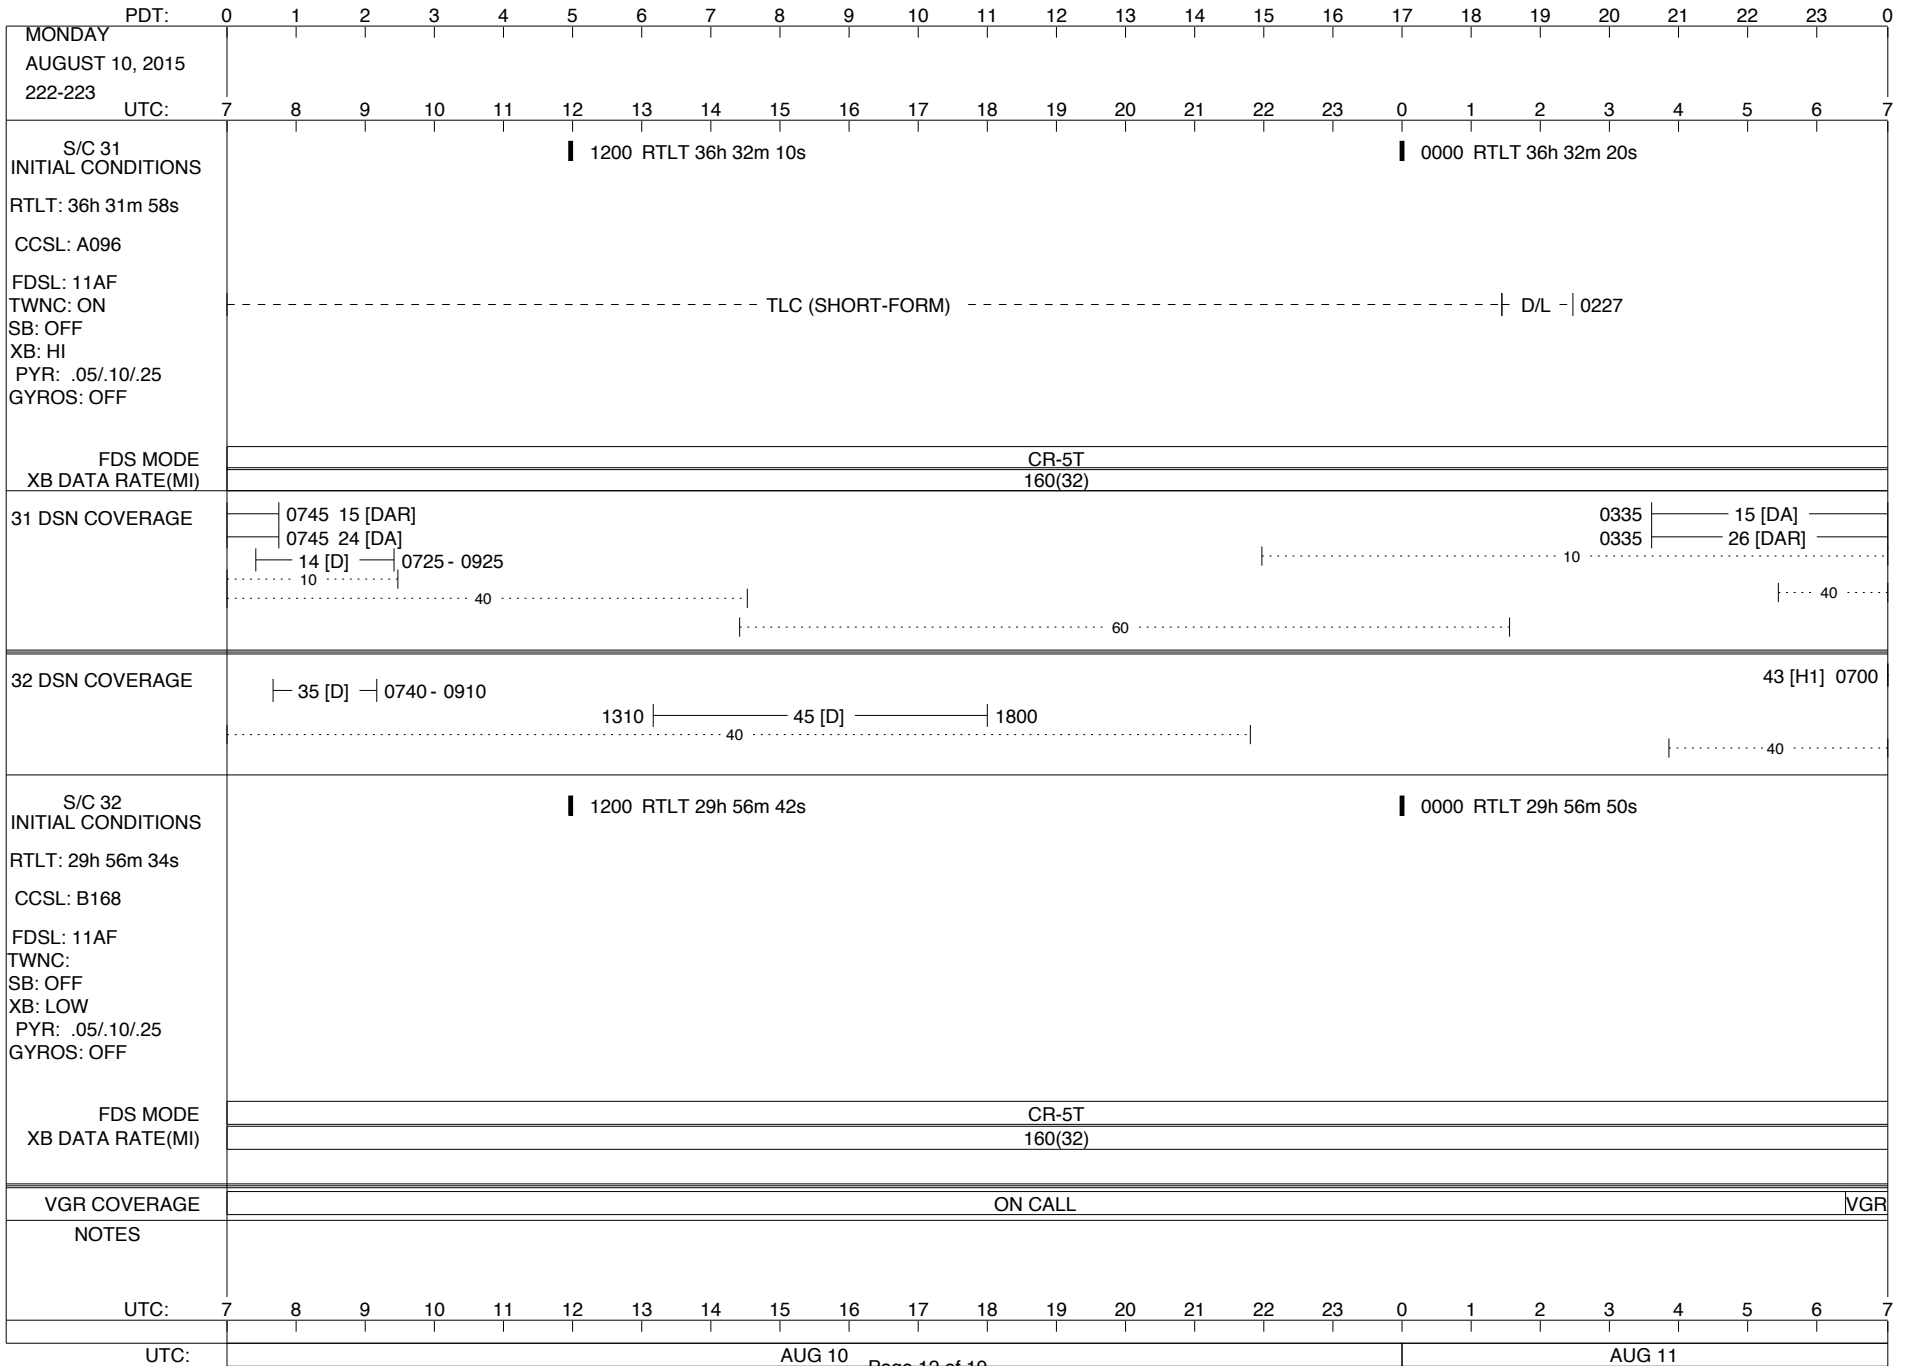 PDT: 0 1 2 3 4 5 6 7 8 9 10 11 12 13 14 15 16 17 18 19 20 21 22 23 0
MONDAY
AUGUST 10, 2015
222-223
UTC: 7 8 9 10 11 12 13 14 15 16 17 18 19 20 21 22 23 0 1 2 3 4 5 6 7
S/C 31
INITIAL CONDITIONS
1200 RTLT 36h 32m 10s
0000 RTLT 36h 32m 20s
RTLT: 36h 31m 58s
CCSL: A096
FDSL: 11AF
TWNC: ON
TLC (SHORT-FORM) D/L 0227
SB: OFF
XB: HI
PYR: .05/.10/.25
GYROS: OFF
FDS MODE CR-5T
XB DATA RATE(MI) 160(32)
31 DSN COVERAGE
0745 15 [DAR] 0335 15 [DA]
0745 24 [DA] 0335 26 [DAR]
14 [D] 0725 - 0925 10
10
40 40
60
32 DSN COVERAGE
43 [H1] 0700
35 [D] 0740 - 0910
1310 45 [D] 1800
40
40
S/C 32
INITIAL CONDITIONS
1200 RTLT 29h 56m 42s
0000 RTLT 29h 56m 50s
RTLT: 29h 56m 34s
CCSL: B168
FDSL: 11AF
TWNC:
SB: OFF
XB: LOW
PYR: .05/.10/.25
GYROS: OFF
FDS MODE CR-5T
XB DATA RATE(MI) 160(32)
VGR COVERAGE ON CALL VGR
NOTES
UTC: 7 8 9 10 11 12 13 14 15 16 17 18 19 20 21 22 23 0 1 2 3 4 5 6 7
UTC: AUG 10 AUG 11
Page 12 of 19